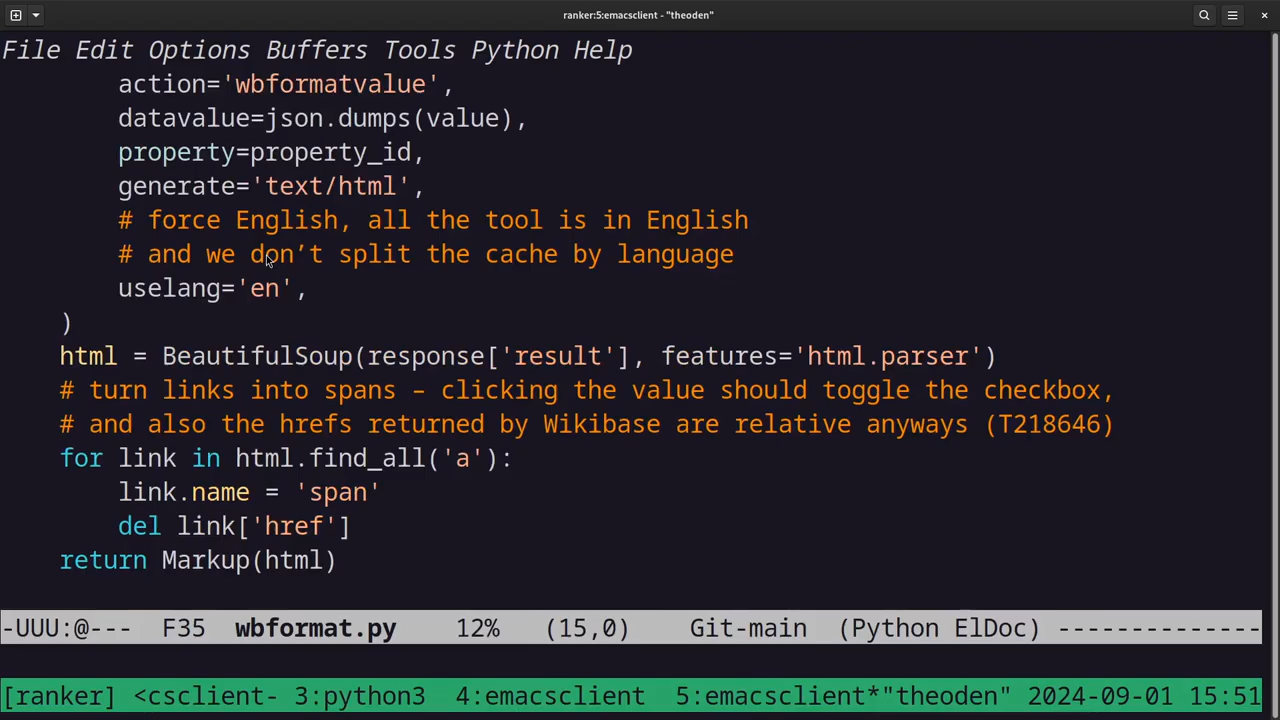 ranker:5:emacsclient - "theoden"
File Edit Options Buffers Tools Python Help
        action='wbformatvalue',
        datavalue=json.dumps(value),
        property=property_id,
        generate='text/html',
        # force English, all the tool is in English
        # and we don’t split the cache by language
        uselang='en',
    )
    html = BeautifulSoup(response['result'], features='html.parser')
    # turn links into spans – clicking the value should toggle the checkbox,
    # and also the hrefs returned by Wikibase are relative anyways (T218646)
    for link in html.find_all('a'):
        link.name = 'span'
        del link['href']
    return Markup(html)
-UUU:@---  F35  wbformat.py    12%   (15,0)    Git-main  (Python ElDoc) --------------
[ranker] <csclient- 3:python3  4:emacsclient  5:emacsclient*"theoden" 2024-09-01 15:51